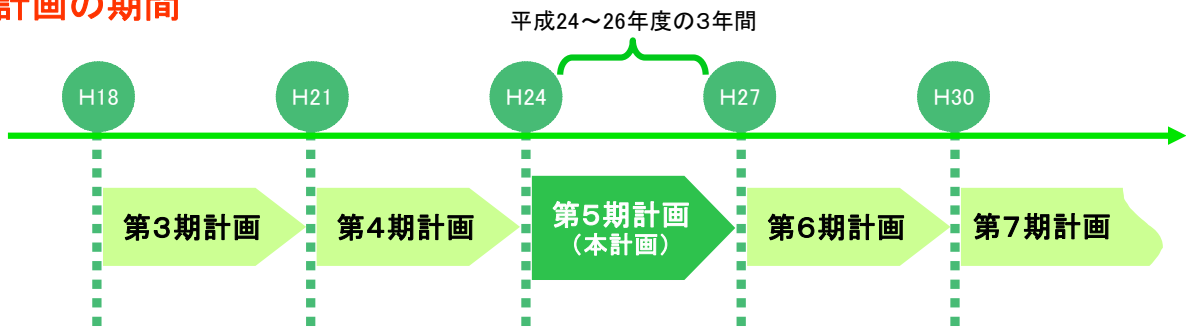 計画の期間
平成24～26年度の3年間
H18
H21
H24
H27
H30
第3期計画
第4期計画
第5期計画
（本計画）
第6期計画
第7期計画